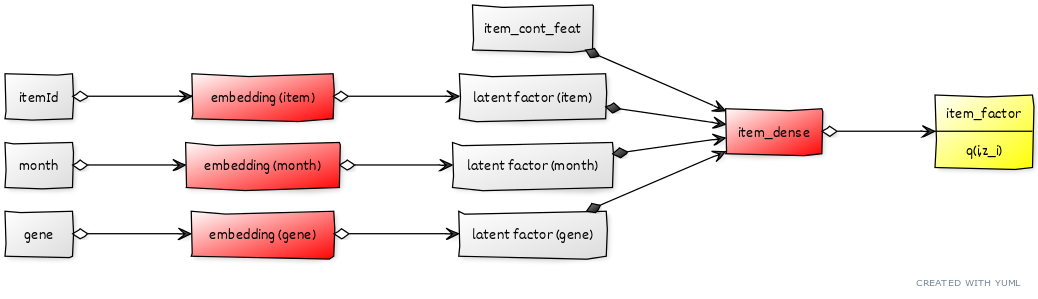 item_cont_feat
itemId
embedding (item)
latent factor (item)
month
embedding (month)
latent factor (month)
gene
embedding (gene)
latent factor (gene)
item_dense
item_factor
q(i,z_i)
CREATED WITH YUML